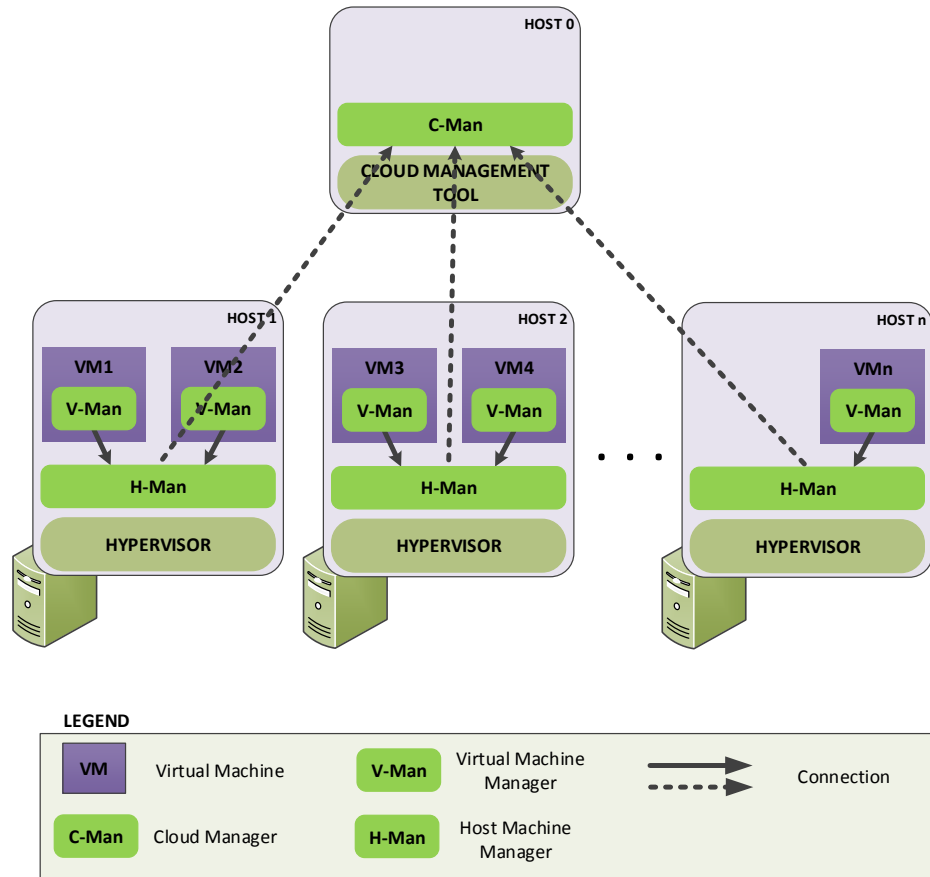 HOST 0
C-Man
CLOUD MANAGEMENT
TOOL
HOST 1
VM1
VM2
V-Man
V-Man
H-Man
HYPERVISOR
HOST 2
VM3
VM4
V-Man
V-Man
H-Man
HYPERVISOR
. . .
HOST n
VMn
V-Man
H-Man
HYPERVISOR
LEGEND
VM
Virtual Machine
V-Man
Virtual Machine
Manager
Connection
C-Man
Cloud Manager
H-Man
Host Machine
Manager